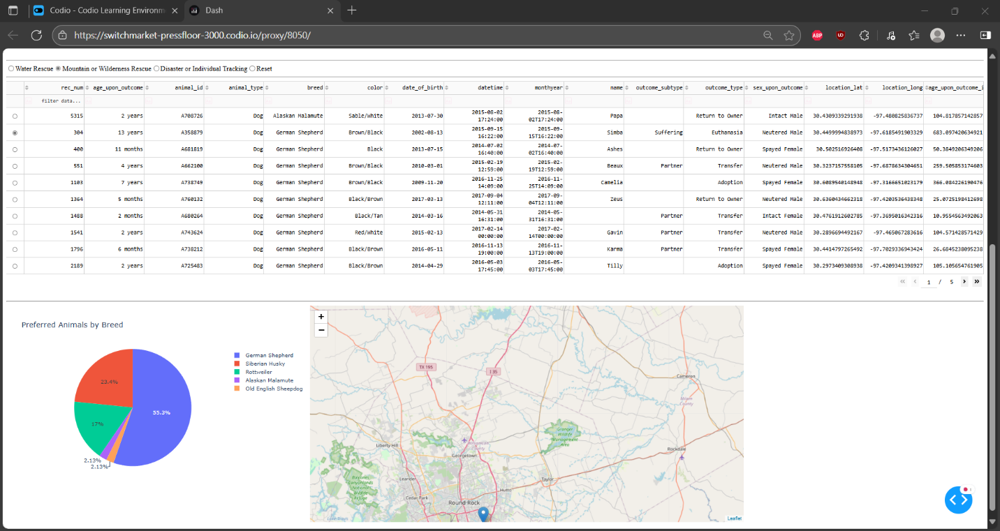 Codio - Codio Learning Environm
Dash
https://switchmarket-pressfloor-3000.codio.io/proxy/8050/
ABP
Water Rescue Mountain or Wilderness Rescue Disaster or Individual Tracking Reset
rec_num age_upon_outcome animal_id animal_type breed color date_of_birth datetime monthyear name outcome_subtype outcome_type sex_upon_outcome location_lat location_long age_upon_outcome_i
filter data...
5315 2 years A708726 Dog Alaskan Malamute Sable/White 2013-07-30 2015-08-02 17:24:00 2015-08-02T17:24:00 Papa Return to Owner Intact Male 30.4309339291938 -97.480825836737 104.817857142857
304 13 years A358879 Dog German Shepherd Brown/Black 2002-08-13 2015-09-15 16:22:00 2015-09-15T16:22:00 Simba Suffering Euthanasia Neutered Male 30.4499994838973 -97.6185491903329 683.097420634921
400 11 months A681819 Dog German Shepherd Black 2013-07-15 2014-07-02 16:40:00 2014-07-02T16:40:00 Ashes Return to Owner Spayed Female 30.502516926408 -97.5173436126027 50.3849206349206
551 4 years A662100 Dog German Shepherd Brown/Black 2010-03-01 2015-02-19 12:59:00 2015-02-19T12:59:00 Beaux Partner Transfer Neutered Male 30.3237157558105 -97.6878634304651 259.505853174603
1103 7 years A738749 Dog German Shepherd Brown/Black 2009-11-20 2016-11-25 14:09:00 2016-11-25T14:09:00 Camelia Adoption Spayed Female 30.6089540148948 -97.3166651023179 366.084226190476
1364 5 months A760132 Dog German Shepherd Black/Brown 2017-03-13 2017-09-04 12:11:00 2017-09-04T12:11:00 Zeus Return to Owner Neutered Male 30.6360434662318 -97.4203536438348 25.0725198412698
1488 2 months A680264 Dog German Shepherd Black/Tan 2014-03-16 2014-05-31 16:31:00 2014-05-31T16:31:00 Partner Transfer Intact Female 30.4761912602785 -97.3695016342316 10.9554563492063
1541 2 years A743624 Dog German Shepherd Red/White 2015-02-13 2017-02-14 00:00:00 2017-02-14T00:00:00 Gavin Partner Transfer Neutered Male 30.2896694492167 -97.465067283616 104.571428571429
1796 6 months A738212 Dog German Shepherd Black/Brown 2016-05-11 2016-11-13 19:00:00 2016-11-13T19:00:00 Karma Partner Transfer Spayed Female 30.4414797265492 -97.7029336943424 26.6845238095238
2189 2 years A725483 Dog German Shepherd Black/Brown 2014-04-29 2016-05-03 17:45:00 2016-05-03T17:45:00 Tilly Adoption Spayed Female 30.2973409308938 -97.4209341398927 105.105654761905
1 / 5
Preferred Animals by Breed
German Shepherd
Siberian Husky
Rottweiler
Alaskan Malamute
Old English Sheepdog
23.4%
55.3%
17%
2.13%
2.13%
+
−
TX 195
I 35
Cameron
Milam County
Granger Wildlife Management Area
Liberty Hill
Williamson County
Georgetown
Rockdale
Leander
Balcones Canyonlands National Wildlife Refuge
Taylor
Hutto
Cedar Park
Round Rock
Lake Travis
Leaflet